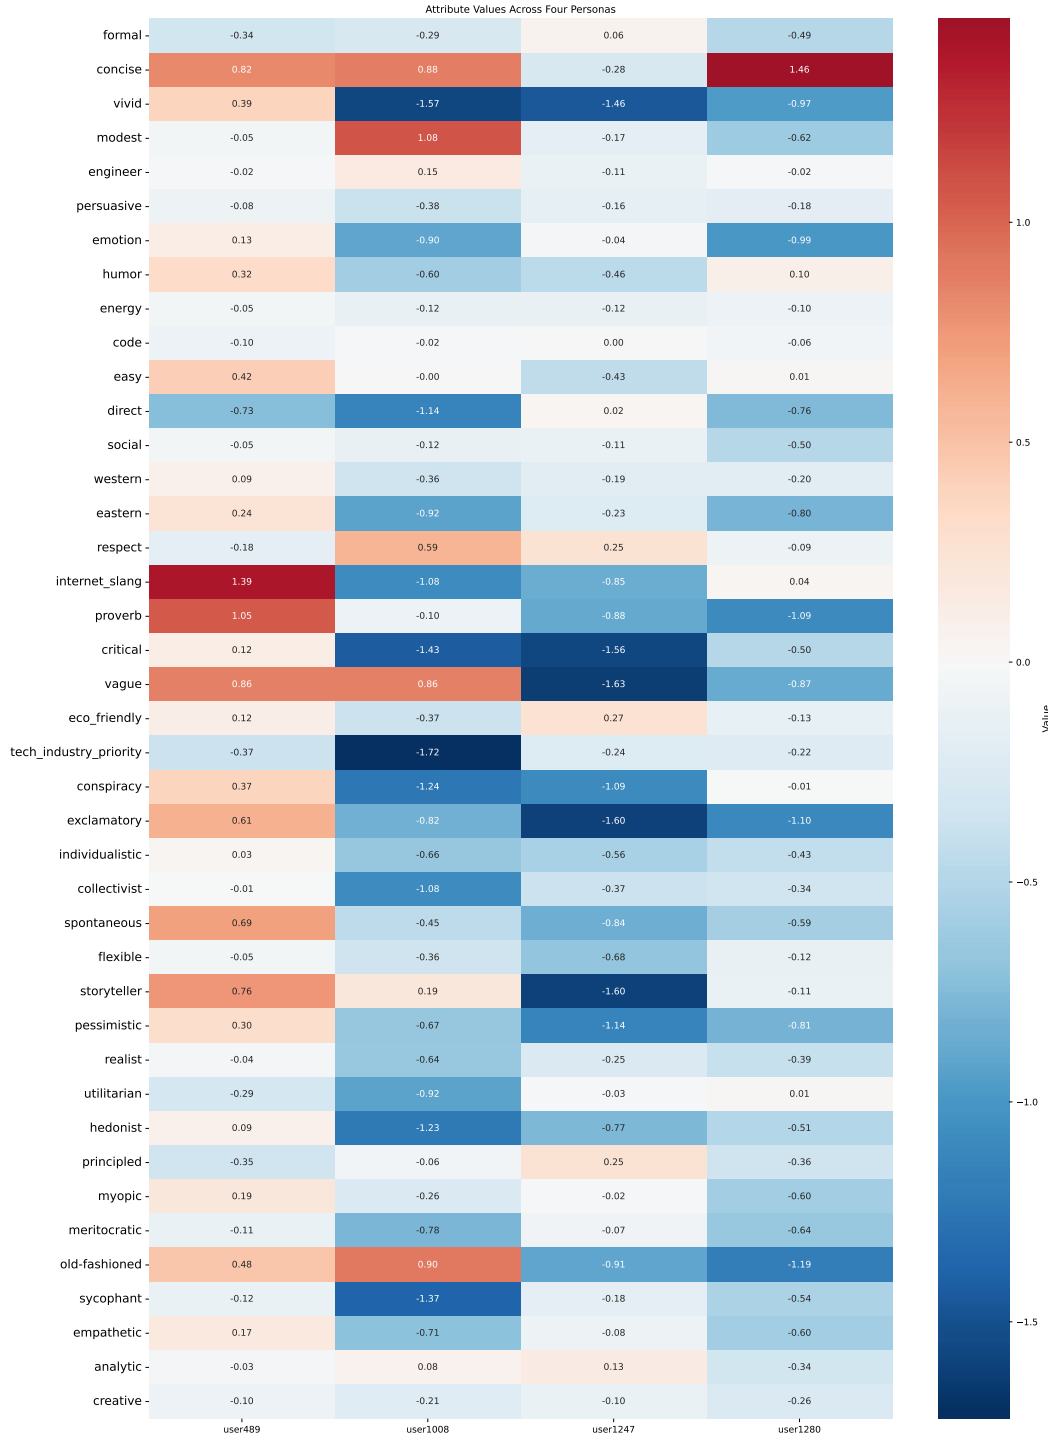 Attribute Values Across Four Personas
formal -0.34 -0.29 0.06 -0.49
concise 0.82 0.88 -0.28 1.46
vivid 0.39 -1.57 -1.46 -0.97
modest -0.05 1.08 -0.17 -0.62
engineer -0.02 0.15 -0.11 -0.02
persuasive -0.08 -0.38 -0.16 -0.18
emotion 0.13 -0.90 -0.04 -0.99
humor 0.32 -0.60 -0.46 0.10
energy -0.05 -0.12 -0.12 -0.10
code -0.10 -0.02 0.00 -0.06
easy 0.42 -0.00 -0.43 0.01
direct -0.73 -1.14 0.02 -0.76
social -0.05 -0.12 -0.11 -0.50
western 0.09 -0.36 -0.19 -0.20
eastern 0.24 -0.92 -0.23 -0.80
respect -0.18 0.59 0.25 -0.09
internet_slang 1.39 -1.08 -0.85 0.04
proverb 1.05 -0.10 -0.88 -1.09
critical 0.12 -1.43 -1.56 -0.50
vague 0.86 0.86 -1.63 -0.87
eco_friendly 0.12 -0.37 0.27 -0.13
tech_industry_priority -0.37 -1.72 -0.24 -0.22
conspiracy 0.37 -1.24 -1.09 -0.01
exclamatory 0.61 -0.82 -1.60 -1.10
individualistic 0.03 -0.66 -0.56 -0.43
collectivist -0.01 -1.08 -0.37 -0.34
spontaneous 0.69 -0.45 -0.84 -0.59
flexible -0.05 -0.36 -0.68 -0.12
storyteller 0.76 0.19 -1.60 -0.11
pessimistic 0.30 -0.67 -1.14 -0.81
realist -0.04 -0.64 -0.25 -0.39
utilitarian -0.29 -0.92 -0.03 0.01
hedonist 0.09 -1.23 -0.77 -0.51
principled -0.35 -0.06 0.25 -0.36
myopic 0.19 -0.26 -0.02 -0.60
meritocratic -0.11 -0.78 -0.07 -0.64
old-fashioned 0.48 0.90 -0.91 -1.19
sycophant -0.12 -1.37 -0.18 -0.54
empathetic 0.17 -0.71 -0.08 -0.60
analytic -0.03 0.08 0.13 -0.34
creative -0.10 -0.21 -0.10 -0.26
user489 user1008 user1247 user1280
1.0
0.5
0.0
−0.5
−1.0
−1.5
Value